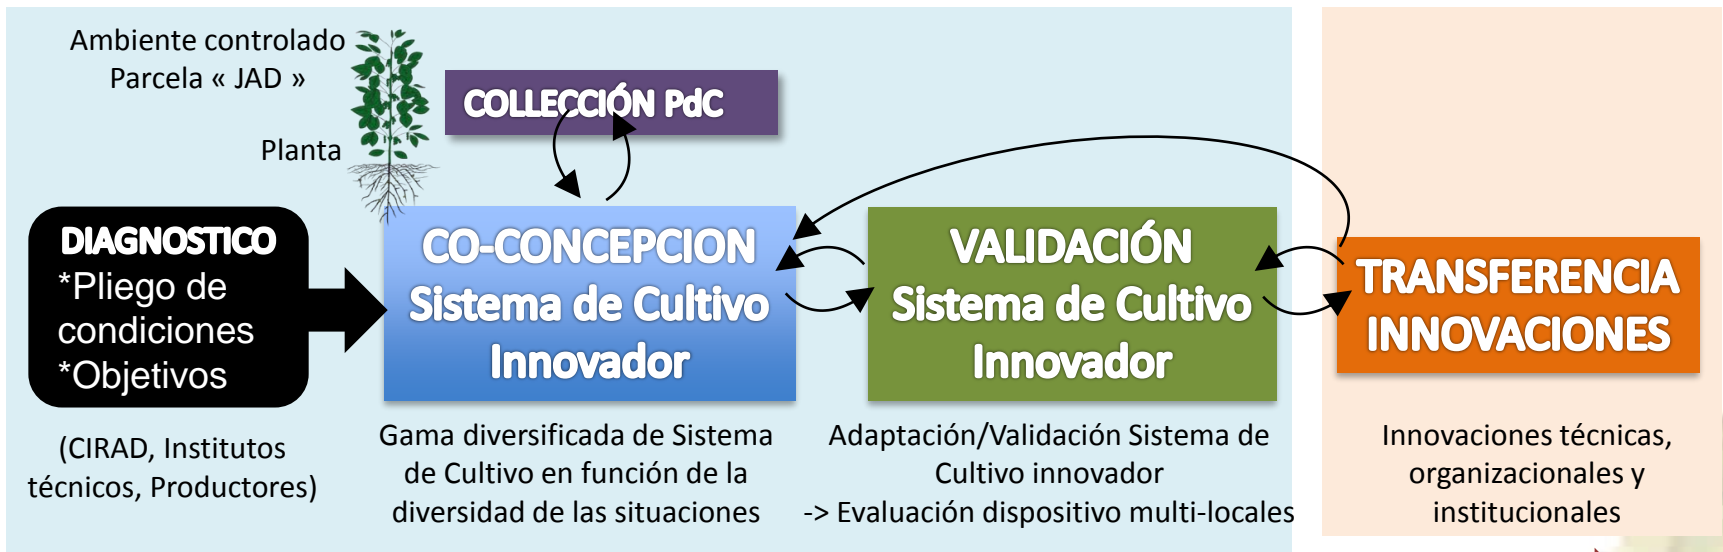 Ambiente controlado
Parcela « JAD »
Planta
COLLECCIÓN PdC
DIAGNOSTICO
*Pliego de
condiciones
*Objetivos
(CIRAD, Institutos
técnicos, Productores)
CO-CONCEPCION
Sistema de Cultivo
Innovador
Gama diversificada de Sistema
de Cultivo en función de la
diversidad de las situaciones
VALIDACIÓN
Sistema de Cultivo
Innovador
Adaptación/Validación Sistema de
Cultivo innovador
-> Evaluación dispositivo multi-locales
TRANSFERENCIA
INNOVACIONES
Innovaciones técnicas,
organizacionales y
institucionales